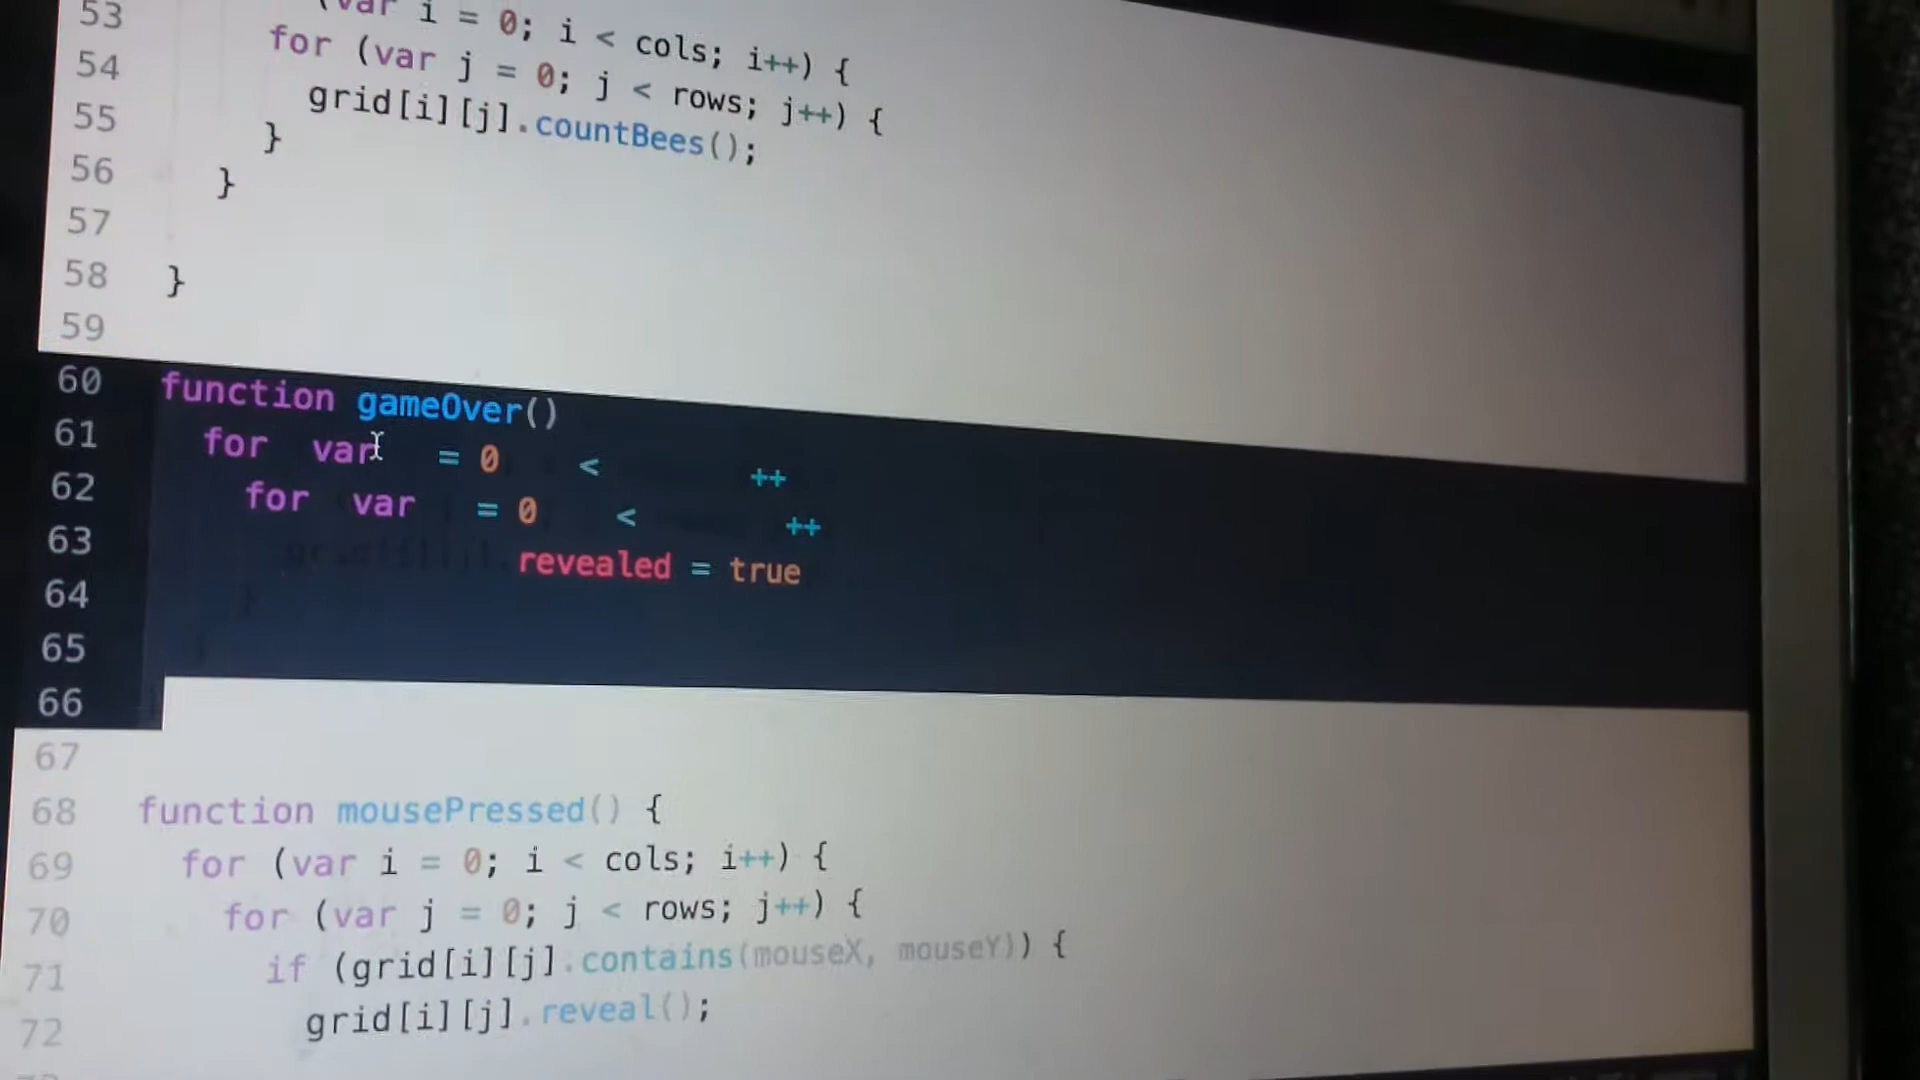 53 (var i = 0; i < cols; i++) {
54 for (var j = 0; j < rows; j++) {
55 grid[i][j].countBees();
56 }
57 }
58 }
59
60 function gameOver()
61 for var = 0 < ++
62 for var = 0 < ++
63 grid[i][j].revealed = true
64 }
65
66
67
68 function mousePressed() {
69 for (var i = 0; i < cols; i++) {
70 for (var j = 0; j < rows; j++) {
71 if (grid[i][j].contains(mouseX, mouseY)) {
72 grid[i][j].reveal();